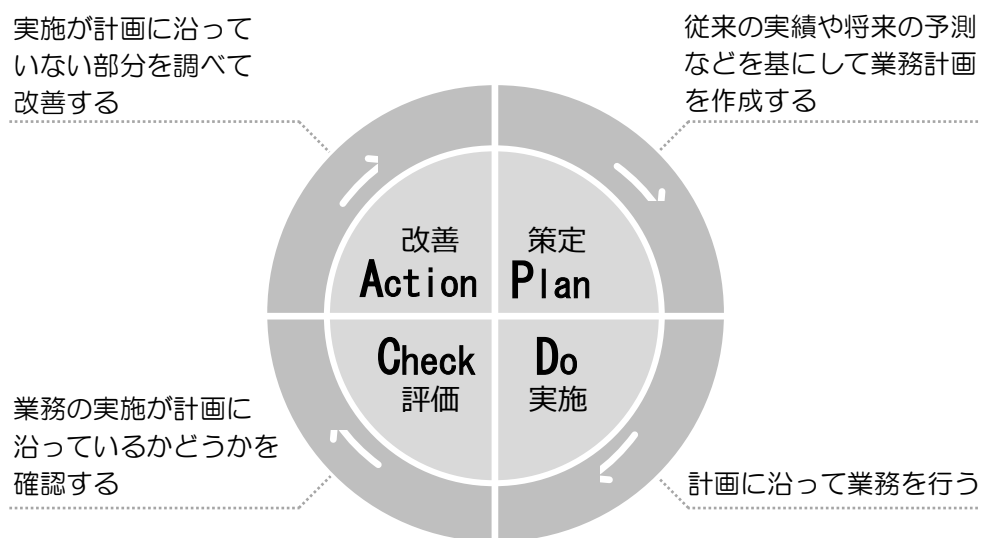 実施が計画に沿って
いない部分を調べて
改善する
従来の実績や将来の予測
などを基にして業務計画
を作成する
改善
Action
策定
Plan
Check
評価
Do
実施
業務の実施が計画に
沿っているかどうかを
確認する
計画に沿って業務を行う